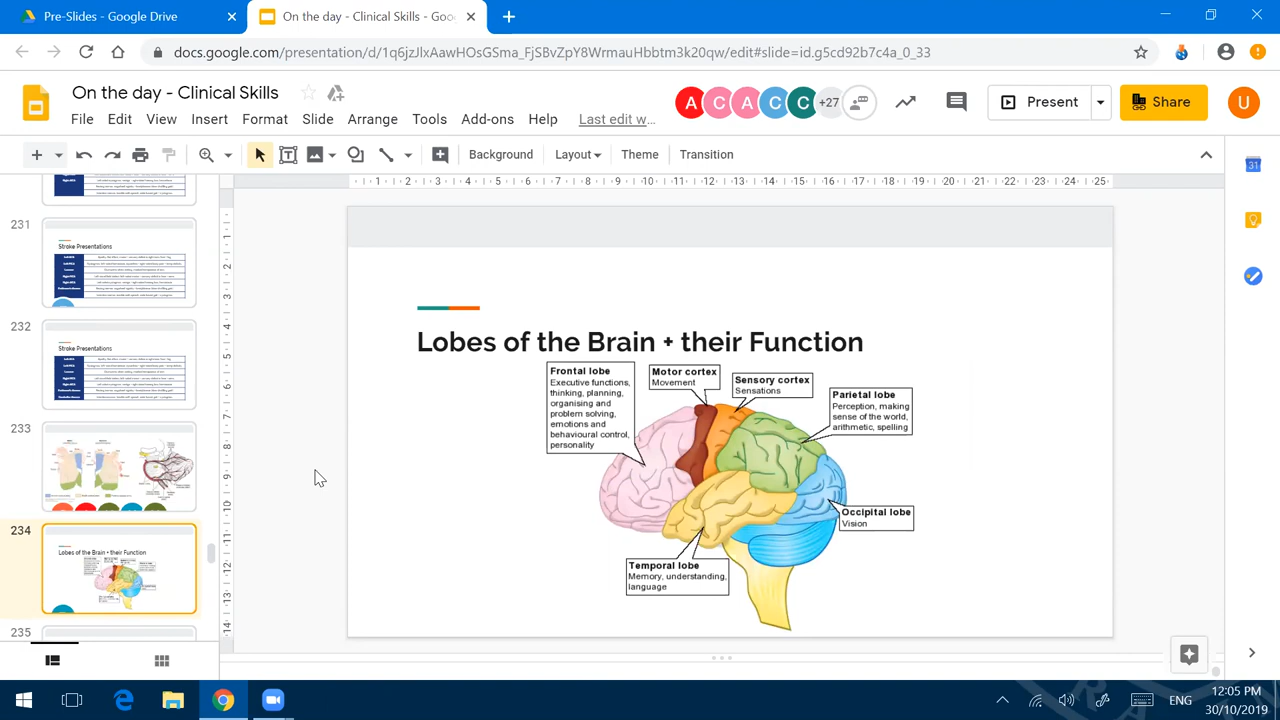 Pre-Slides - Google Drive
On the day - Clinical Skills - Goo
docs.google.com/presentation/d/1q6jzJlxAawHOsGSma_FjSBvZpY8WrmauHbbtm3k20qw/edit#slide=id.g5cd92b7c4a_0_33
On the day - Clinical Skills
A C A C C +27
Present
Share
U
File Edit View Insert Format Slide Arrange Tools Add-ons Help Last edit w...
Background Layout Theme Transition
231
Stroke Presentations
232
Stroke Presentations
233
234
Lobes of the Brain + their Function
235
Lobes of the Brain + their Function
Frontal lobe
Executive functions,
thinking, planning,
organising and
problem solving,
emotions and
behavioural control,
personality
Motor cortex
Movement
Sensory cortex
Sensations
Parietal lobe
Perception, making
sense of the world,
arithmetic, spelling
Occipital lobe
Vision
Temporal lobe
Memory, understanding,
language
31
ENG
12:05 PM
30/10/2019